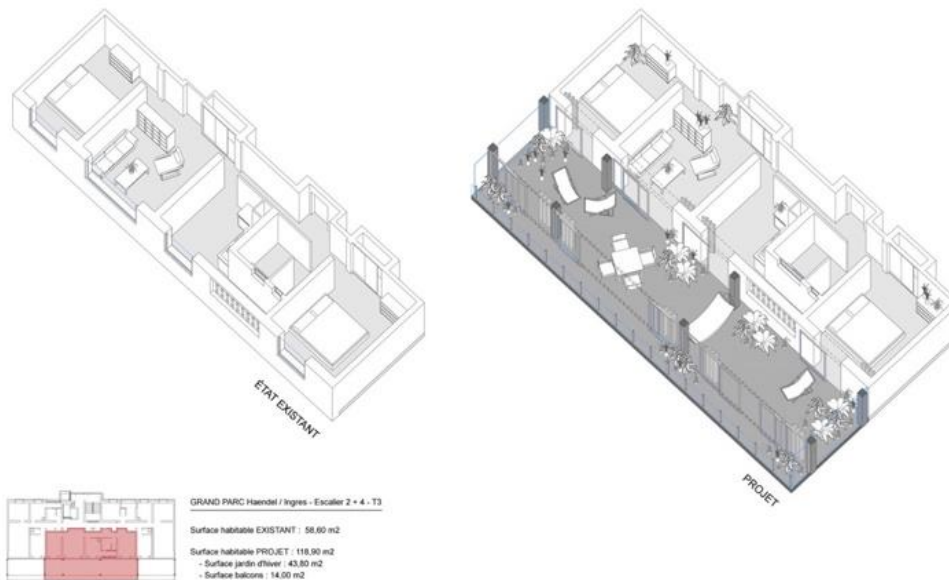 ÉTAT EXISTANT
PROJET
GRAND PARC Haendel / Ingres - Escalier 2 + 4 - T3
Surface habitable EXISTANT : 58,60 m2
Surface habitable PROJET : 118,90 m2
- Surface jardin d'hiver : 43,80 m2
- Surface balcons : 14,00 m2